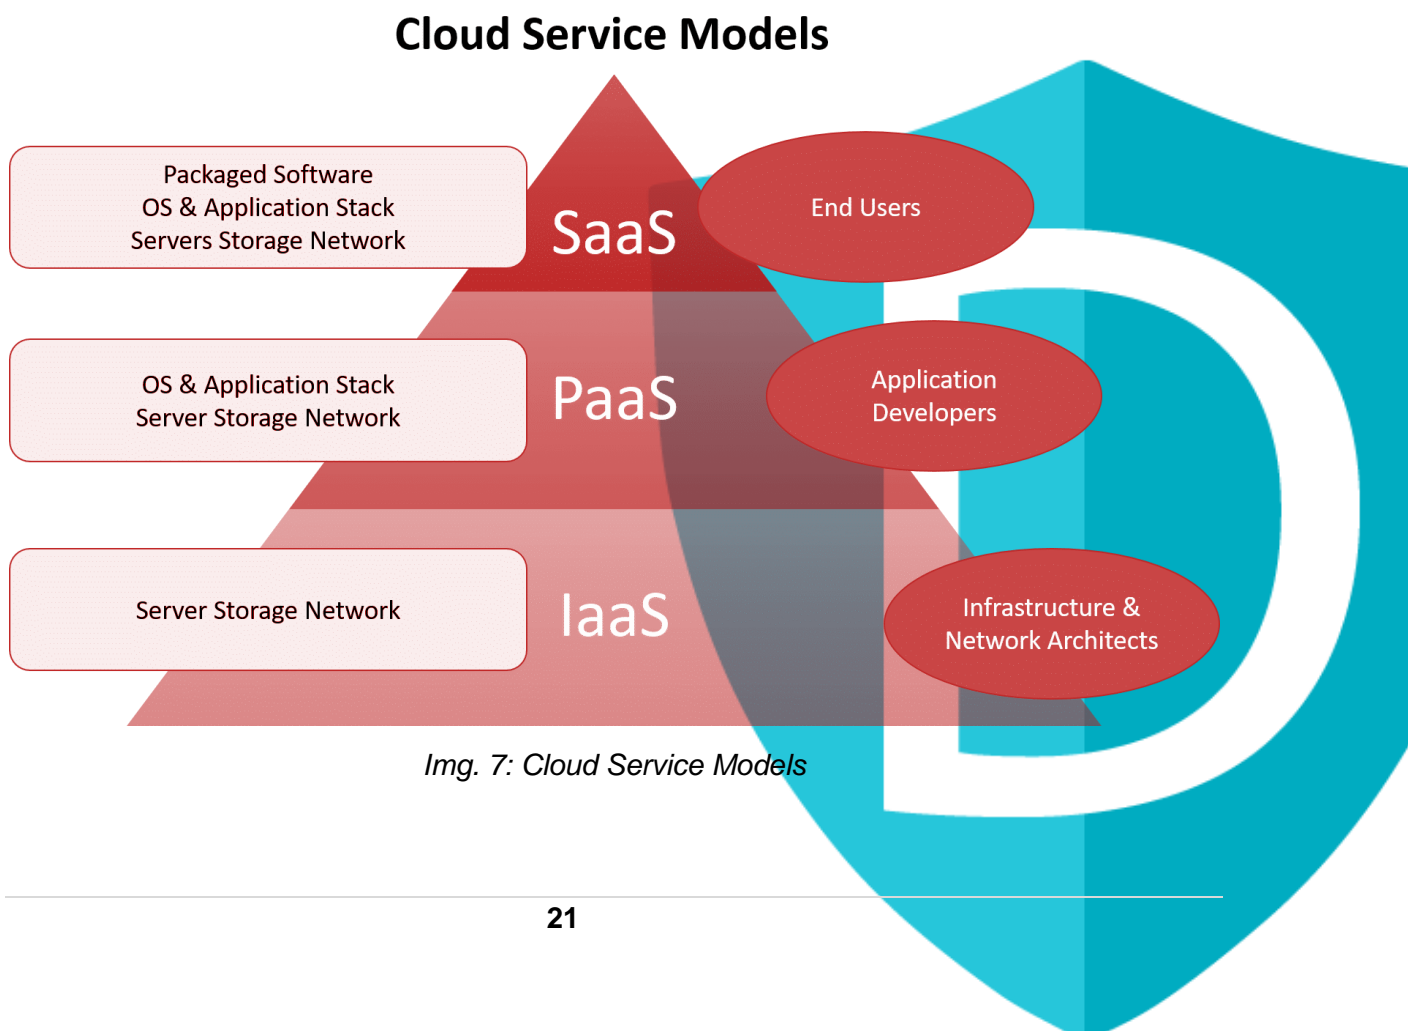 Cloud Service Models
Packaged Software
OS & Application Stack
Servers Storage Network
SaaS
End Users
OS & Application Stack
Server Storage Network
PaaS
Application
Developers
Server Storage Network
IaaS
Infrastructure &
Network Architects
Img. 7: Cloud Service Models
21
D